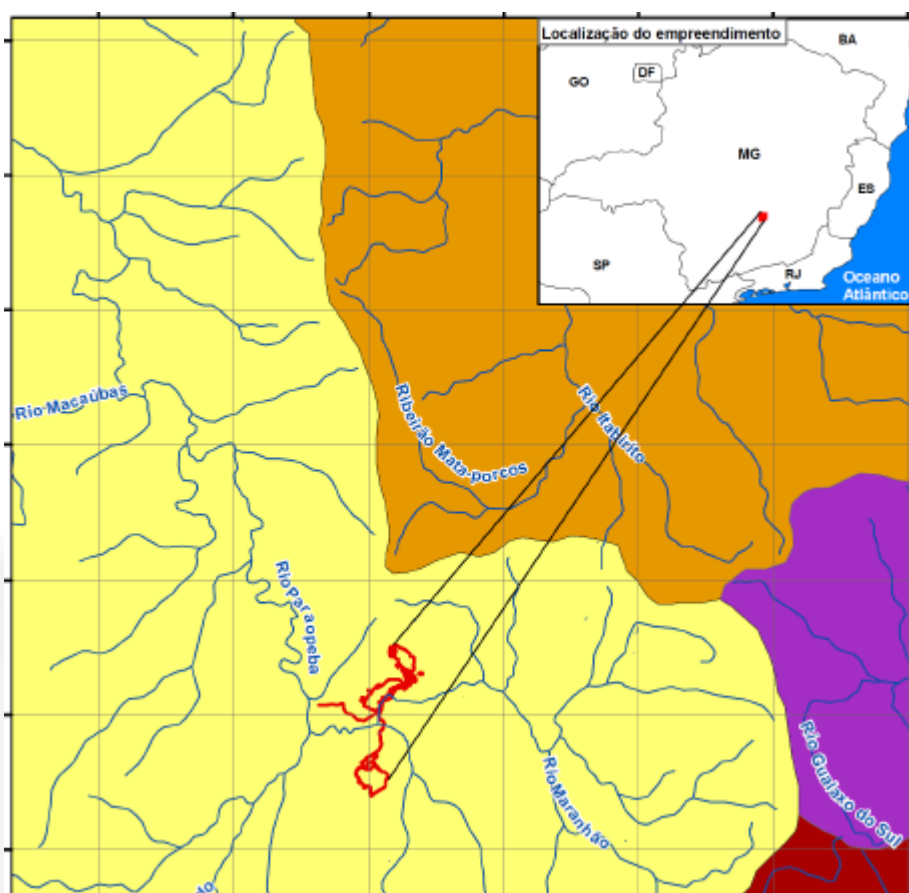 Localização do empreendimento
BA
GO
DF
MG
ES
SP
RJ
Oceano
Atlântico
Rio Macaúbas
Ribeirão Mata-porcos
Rio Itabirito
Rio Paraopeba
Rio Maranhão
Rio Gualaxo do Sul